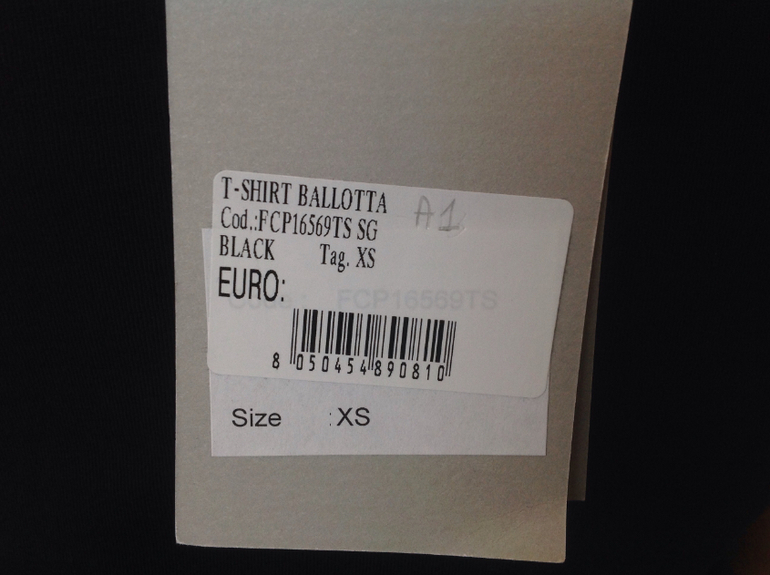 T-SHIRT BALLOTTA
A1
Cod.:FCP16569TS SG
BLACK Tag. XS
EURO:
FCP16569TS
8 050454 890810
Size : XS